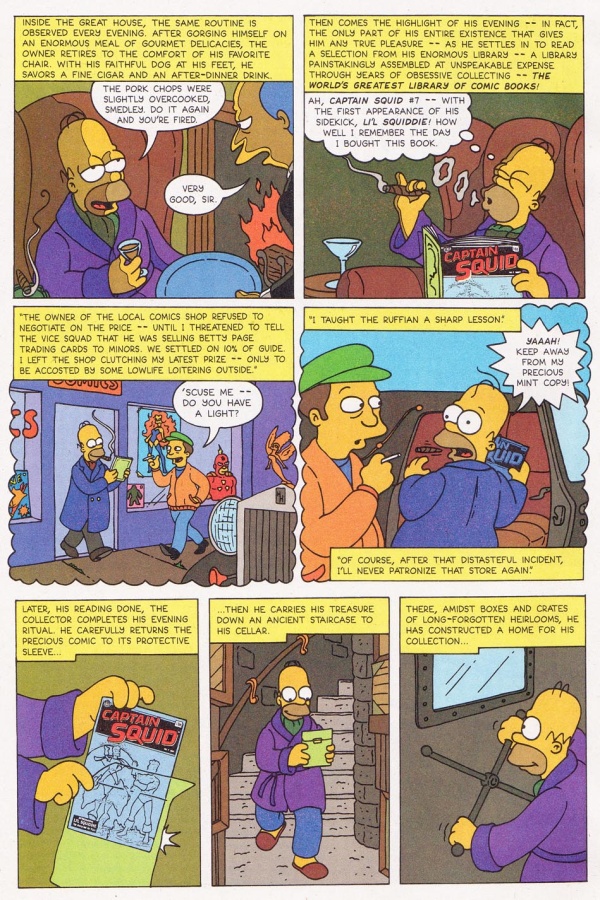 INSIDE THE GREAT HOUSE, THE SAME ROUTINE IS
OBSERVED EVERY EVENING. AFTER GORGING HIMSELF ON
AN ENORMOUS MEAL OF GOURMET DELICACIES, THE
OWNER RETIRES TO THE COMFORT OF HIS FAVORITE
CHAIR. WITH HIS FAITHFUL DOG AT HIS FEET, HE
SAVORS A FINE CIGAR AND AN AFTER-DINNER DRINK.
THE PORK CHOPS WERE
SLIGHTLY OVERCOOKED,
SMEDLEY. DO IT AGAIN
AND YOU'RE FIRED.
VERY
GOOD, SIR.
THEN COMES THE HIGHLIGHT OF HIS EVENING -- IN FACT,
THE ONLY PART OF HIS ENTIRE EXISTENCE THAT GIVES
HIM ANY TRUE PLEASURE -- AS HE SETTLES IN TO READ
A SELECTION FROM HIS ENORMOUS LIBRARY -- A LIBRARY
PAINSTAKINGLY ASSEMBLED AT UNSPEAKABLE EXPENSE
THROUGH YEARS OF OBSESSIVE COLLECTING -- THE
WORLD'S GREATEST LIBRARY OF COMIC BOOKS!
AH, CAPTAIN SQUID #7 -- WITH
THE FIRST APPEARANCE OF HIS
SIDEKICK, LI'L SQUIDDIE! HOW
WELL I REMEMBER THE DAY
I BOUGHT THIS BOOK.
CAPTAIN
SQUID
"THE OWNER OF THE LOCAL COMICS SHOP REFUSED TO
NEGOTIATE ON THE PRICE -- UNTIL I THREATENED TO TELL
THE VICE SQUAD THAT HE WAS SELLING BETTY PAGE
TRADING CARDS TO MINORS. WE SETTLED ON 10% OF GUIDE.
I LEFT THE SHOP CLUTCHING MY LATEST PRIZE -- ONLY TO
BE ACCOSTED BY SOME LOWLIFE LOITERING OUTSIDE."
COMICS
CS
'SCUSE ME --
DO YOU HAVE
A LIGHT?
"I TAUGHT THE RUFFIAN A SHARP LESSON."
YAAAH!
KEEP AWAY
FROM MY
PRECIOUS
MINT COPY!
IN
QUID
"OF COURSE, AFTER THAT DISTASTEFUL INCIDENT,
I'LL NEVER PATRONIZE THAT STORE AGAIN."
LATER, HIS READING DONE, THE
COLLECTOR COMPLETES HIS EVENING
RITUAL. HE CAREFULLY RETURNS THE
PRECIOUS COMIC TO ITS PROTECTIVE
SLEEVE...
CAPTAIN
SQUID
...THEN HE CARRIES HIS TREASURE
DOWN AN ANCIENT STAIRCASE TO
HIS CELLAR.
THERE, AMIDST BOXES AND CRATES
OF LONG-FORGOTTEN HEIRLOOMS, HE
HAS CONSTRUCTED A HOME FOR HIS
COLLECTION...